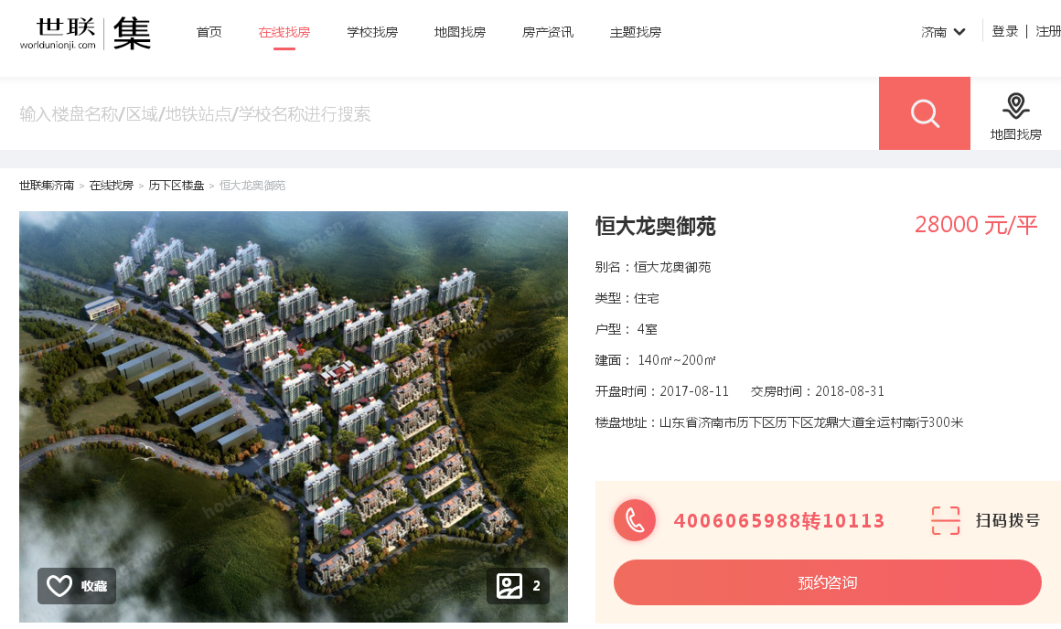 世联 集
worldunionji.com
首页 在线找房 学校找房 地图找房 房产资讯 主题找房 济南 登录 | 注册
输入楼盘名称/区域/地铁站点/学校名称进行搜索
地图找房
世联集济南 > 在线找房 > 历下区楼盘 > 恒大龙奥御苑
恒大龙奥御苑 28000 元/平
别名：恒大龙奥御苑
类型：住宅
户型： 4室
建面： 140㎡~200㎡
开盘时间：2017-08-11 交房时间：2018-08-31
楼盘地址：山东省济南市历下区历下区龙鼎大道全运村南行300米
4006065988转10113 扫码拨号
预约咨询
收藏 2